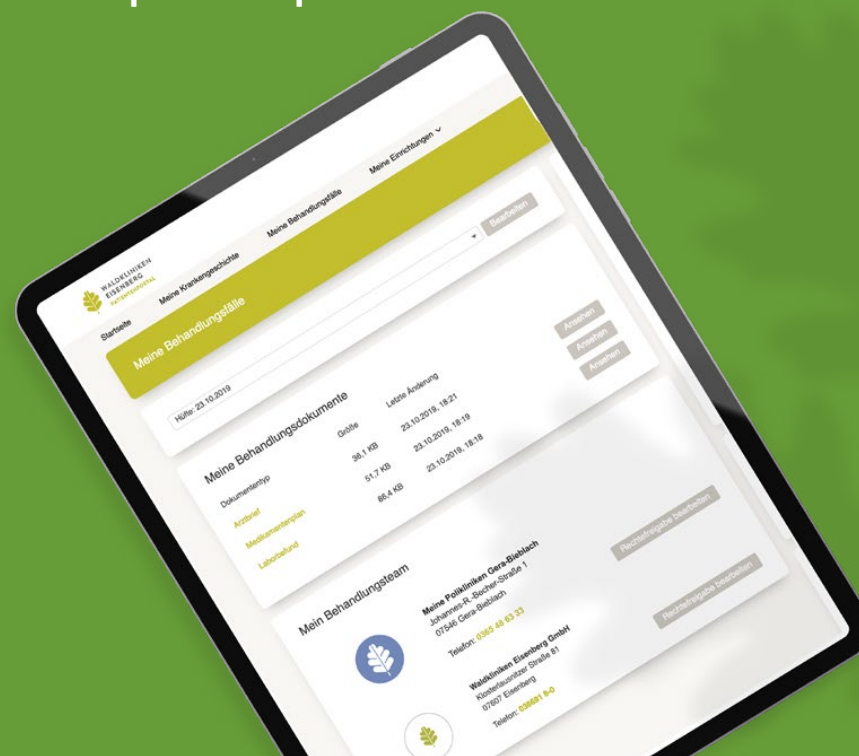 WALDKLINIKEN
EISENBERG
PATIENTENPORTAL
Startseite
Meine Krankengeschichte
Meine Behandlungsfälle
Meine Einrichtungen
Meine Behandlungsfälle
Hüfte: 23.10.2019
Bearbeiten
Meine Behandlungsdokumente
Dokumententyp Größe Letzte Änderung
Arztbrief 36,1 KB 23.10.2019, 18:21 Ansehen
Medikamentenplan 51,7 KB 23.10.2019, 18:19 Ansehen
Laborbefund 66,4 KB 23.10.2019, 18:18 Ansehen
Mein Behandlungsteam
Meine Polikliniken Gera-Bieblach
Johannes-R.-Becher-Straße 1
07546 Gera-Bieblach
Telefon: 0365 48 63 33
Rechtefreigabe bearbeiten
Waldkliniken Eisenberg GmbH
Klosterlausnitzer Straße 81
07607 Eisenberg
Telefon: 036691 8-0
Rechtefreigabe bearbeiten